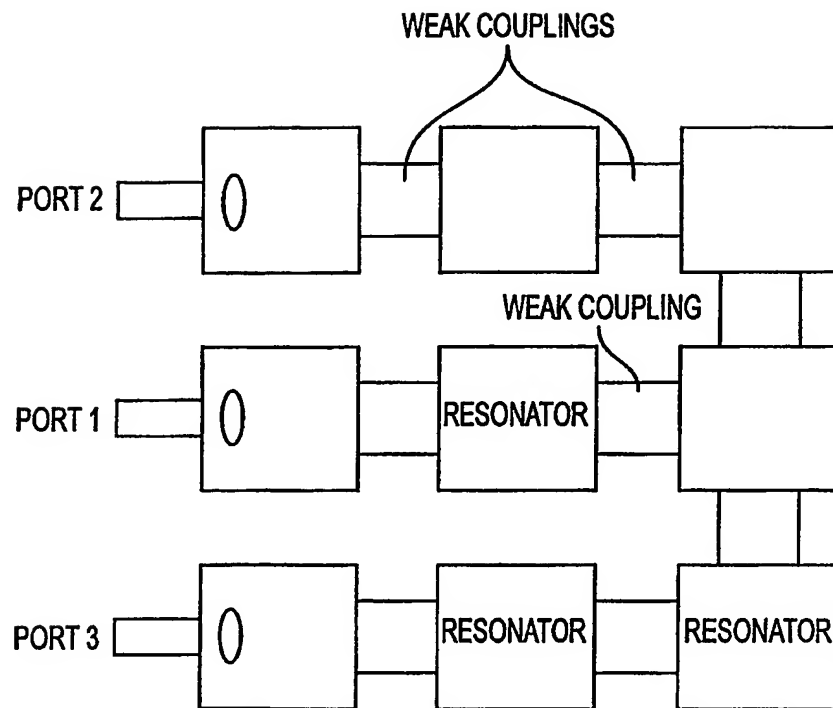 WEAK COUPLINGS
PORT 2
WEAK COUPLING
PORT 1
RESONATOR
PORT 3
RESONATOR
RESONATOR